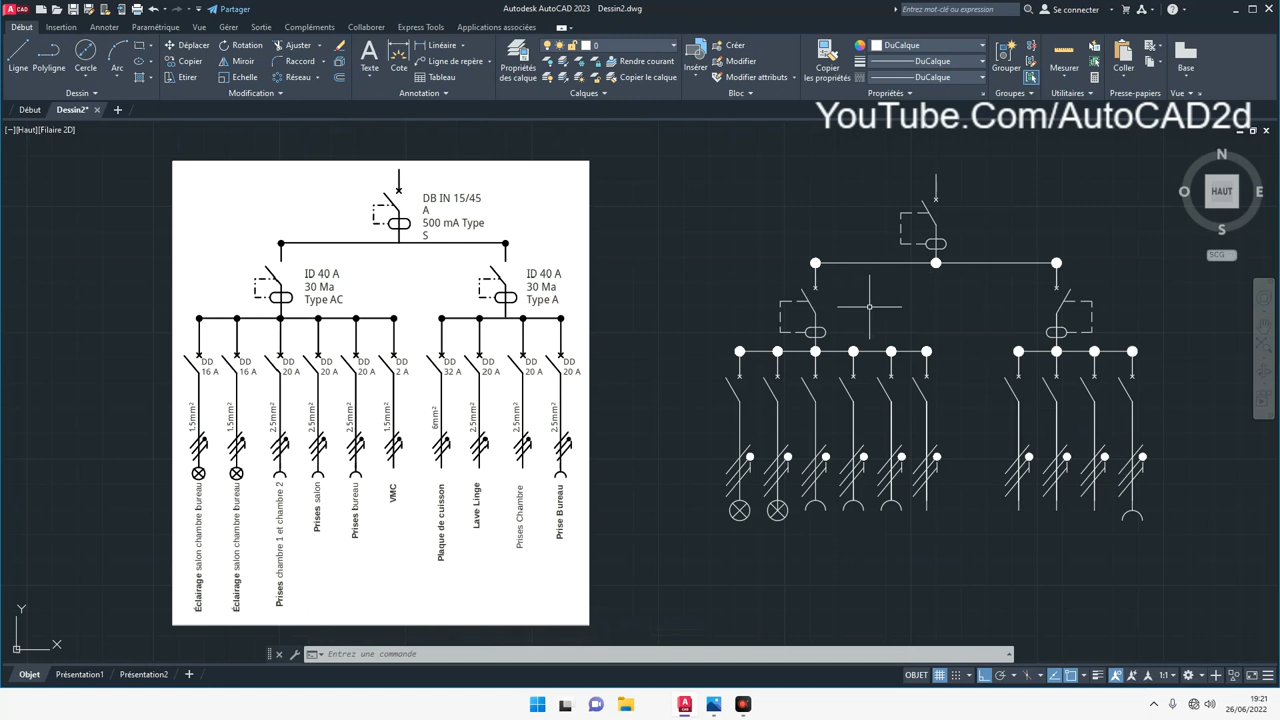 Partager
Autodesk AutoCAD 2023 Dessin2.dwg
Entrez mot-clé ou expression
Se connecter
Début Insertion Annoter Paramétrique Vue Gérer Sortie Compléments Collaborer Express Tools Applications associées
Ligne Polyligne Cercle Arc
Déplacer Rotation Ajuster
Copier Miroir Raccord
Etirer Echelle Réseau
Texte Cote
Linéaire
Ligne de repère
Tableau
Propriétés des calque
0
Rendre courant
Copier le calque
Insérer
Créer
Modifier
Modifier attributs
Copier les propriétés
DuCalque
DuCalque
DuCalque
Grouper
Mesurer
Coller
Base
Dessin Modification Annotation Calques Bloc Propriétés Groupes Utilitaires Presse-papiers Vue
Début Dessin2*
YouTube.Com/AutoCAD2d
[–][Haut][Filaire 2D]
N
O HAUT E
S
SCG
DB IN 15/45
A
500 mA Type
S
ID 40 A
30 Ma
Type AC
ID 40 A
30 Ma
Type A
DD
16 A
DD
16 A
DD
20 A
DD
20 A
DD
20 A
DD
2 A
DD
32 A
DD
20 A
DD
20 A
DD
20 A
1,5mm²
1,5mm²
2,5mm²
2,5mm²
2,5mm²
1,5mm²
6mm²
2,5mm²
2,5mm²
2,5mm²
Éclairage salon chambre bureau
Éclairage salon chambre bureau
Prises chambre 1 et chambre 2
Prises salon
Prises bureau
VMC
Plaque de cuisson
Lave Linge
Prises Chambre
Prise Bureau
Y
X
Entrez une commande
Objet Présentation1 Présentation2
OBJET
1:1
19:21
26/06/2022